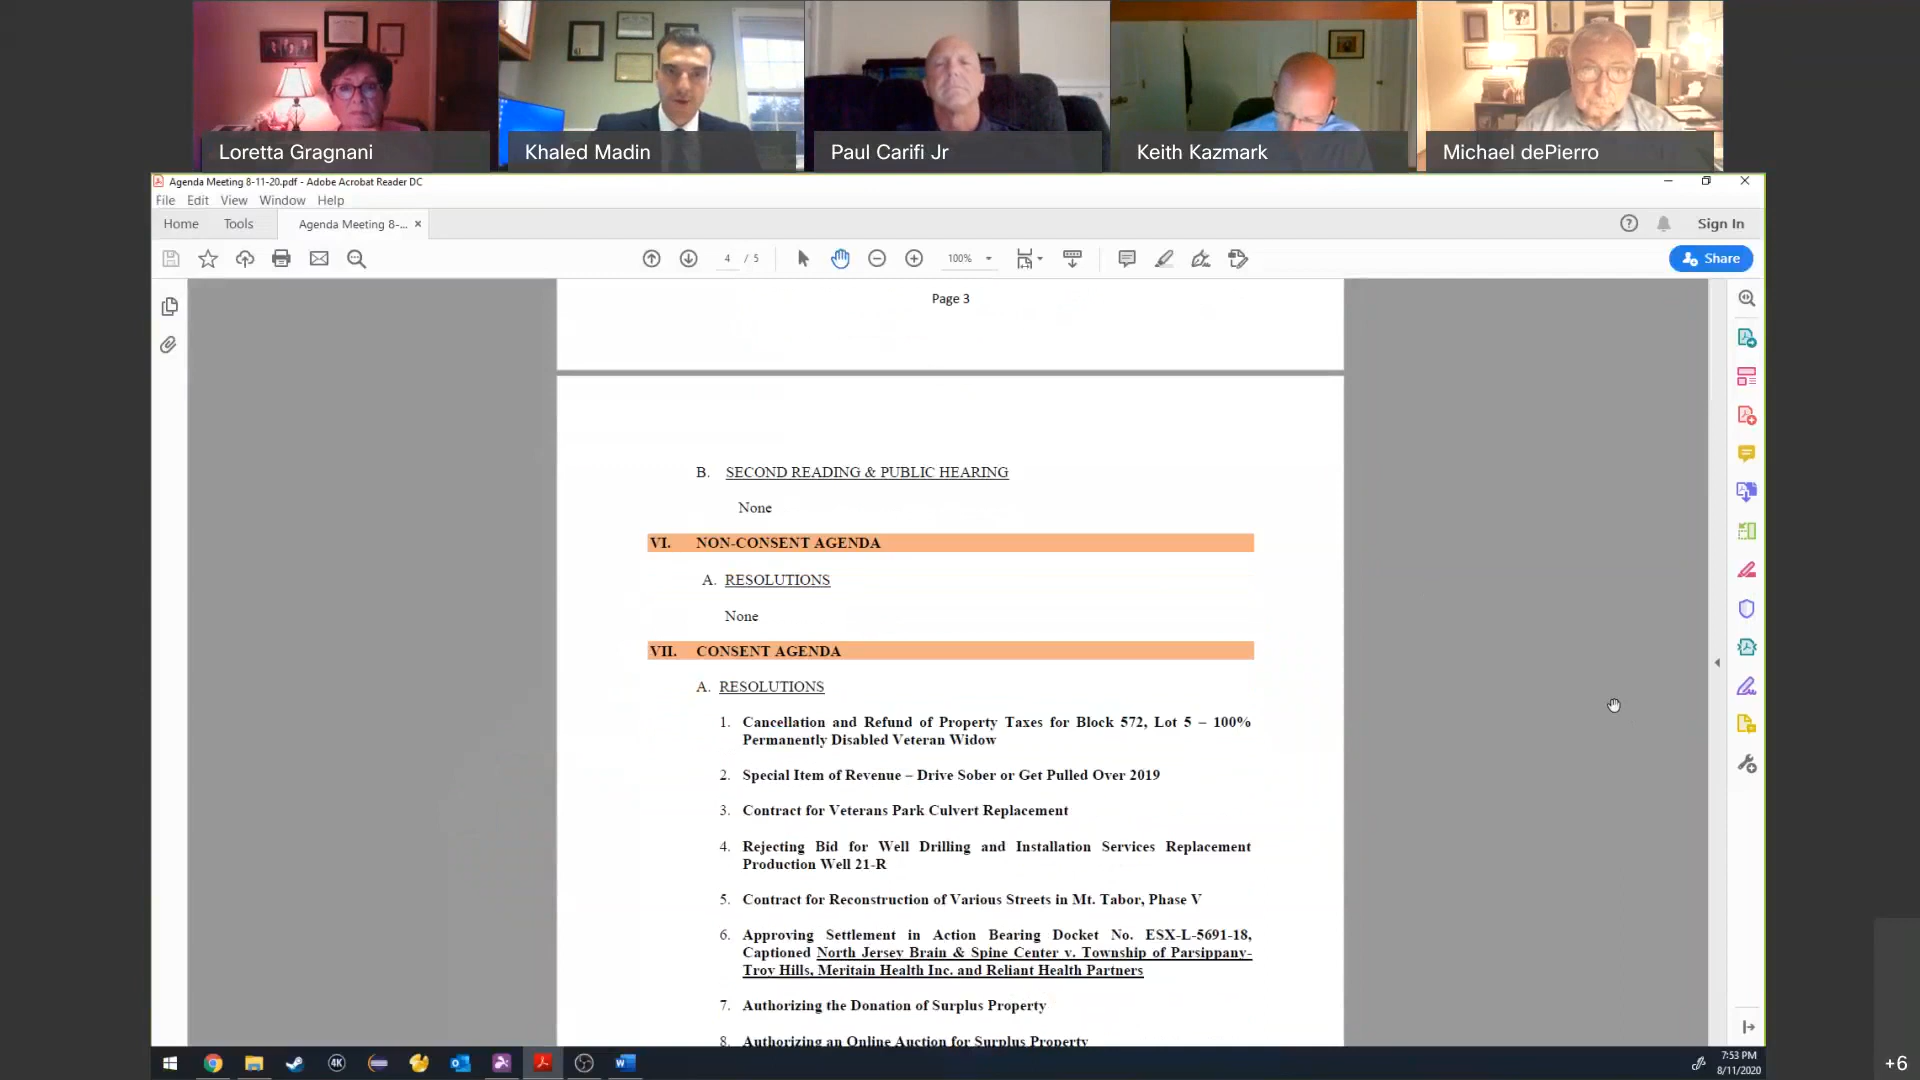 Loretta Gragnani
Khaled Madin
Paul Carifi Jr
Keith Kazmark
Michael dePierro
Agenda Meeting 8-11-20.pdf - Adobe Acrobat Reader DC
File Edit View Window Help
Home Tools Agenda Meeting 8-... × Sign In
4 / 5 100% Share
Page 3
B. SECOND READING & PUBLIC HEARING
None
VI. NON-CONSENT AGENDA
A. RESOLUTIONS
None
VII. CONSENT AGENDA
A. RESOLUTIONS
1. Cancellation and Refund of Property Taxes for Block 572, Lot 5 – 100%
Permanently Disabled Veteran Widow
2. Special Item of Revenue – Drive Sober or Get Pulled Over 2019
3. Contract for Veterans Park Culvert Replacement
4. Rejecting Bid for Well Drilling and Installation Services Replacement
Production Well 21-R
5. Contract for Reconstruction of Various Streets in Mt. Tabor, Phase V
6. Approving Settlement in Action Bearing Docket No. ESX-L-5691-18,
Captioned North Jersey Brain & Spine Center v. Township of Parsippany-
Troy Hills, Meritain Health Inc. and Reliant Health Partners
7. Authorizing the Donation of Surplus Property
8. Authorizing an Online Auction for Surplus Property
4K
7:53 PM
8/11/2020
+6